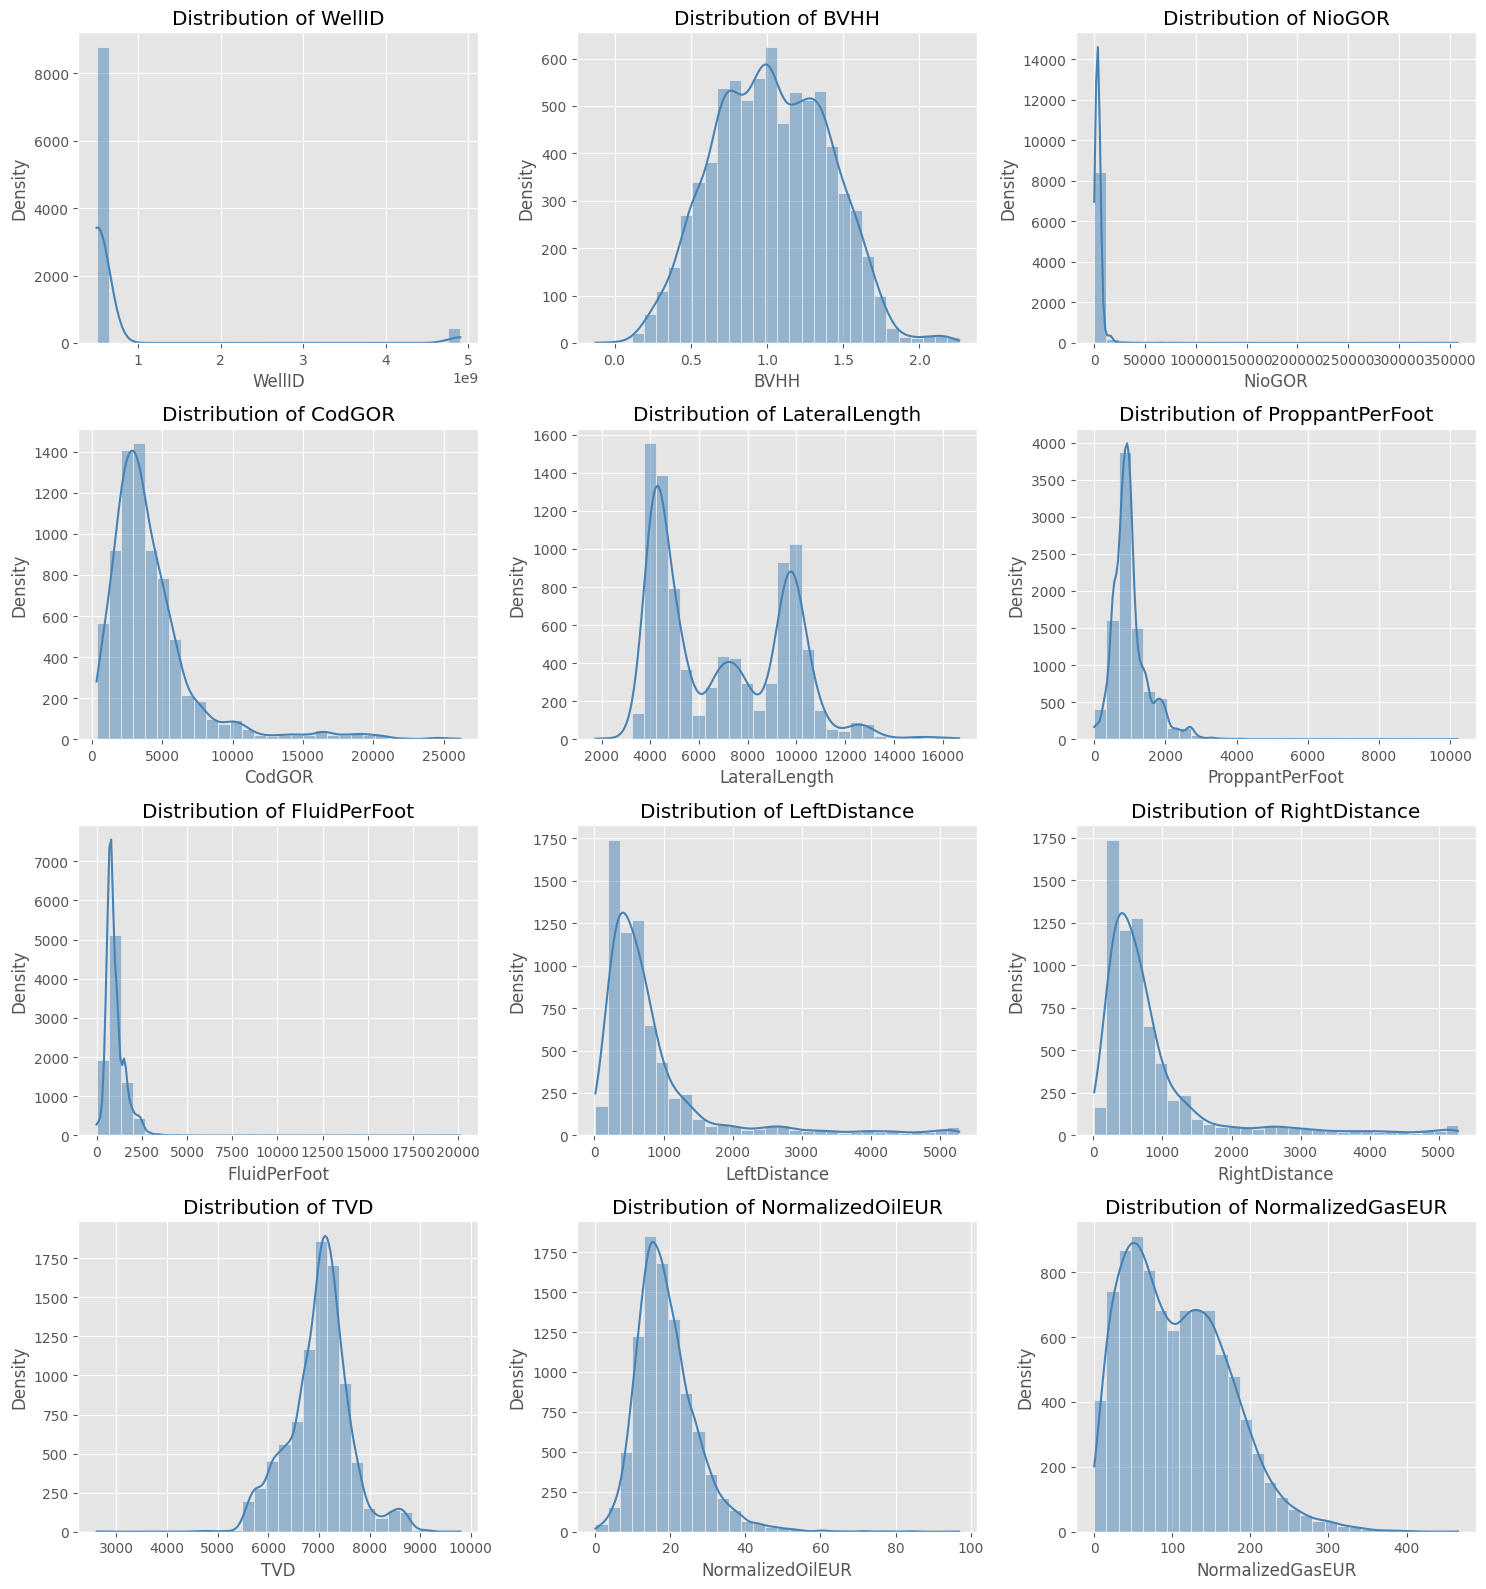 Distribution of WellID Distribution of BVHH Distribution of NioGOR
8000 6000 4000 2000 0
Density
1 2 3 4 5
1e9
WellID
600 500 400 300 200 100 0
Density
0.0 0.5 1.0 1.5 2.0
BVHH
14000 12000 10000 8000 6000 4000 2000 0
Density
0 50000 100000 150000 200000 250000 300000 350000
NioGOR
Distribution of CodGOR Distribution of LateralLength Distribution of ProppantPerFoot
1400 1200 1000 800 600 400 200 0
Density
0 5000 10000 15000 20000 25000
CodGOR
1600 1400 1200 1000 800 600 400 200 0
Density
2000 4000 6000 8000 10000 12000 14000 16000
LateralLength
4000 3500 3000 2500 2000 1500 1000 500 0
Density
0 2000 4000 6000 8000 10000
ProppantPerFoot
Distribution of FluidPerFoot Distribution of LeftDistance Distribution of RightDistance
7000 6000 5000 4000 3000 2000 1000 0
Density
0 2500 5000 7500 10000 12500 15000 17500 20000
FluidPerFoot
1750 1500 1250 1000 750 500 250 0
Density
0 1000 2000 3000 4000 5000
LeftDistance
1750 1500 1250 1000 750 500 250 0
Density
0 1000 2000 3000 4000 5000
RightDistance
Distribution of TVD Distribution of NormalizedOilEUR Distribution of NormalizedGasEUR
1750 1500 1250 1000 750 500 250 0
Density
3000 4000 5000 6000 7000 8000 9000 10000
TVD
1750 1500 1250 1000 750 500 250 0
Density
0 20 40 60 80 100
NormalizedOilEUR
800 600 400 200 0
Density
0 100 200 300 400
NormalizedGasEUR